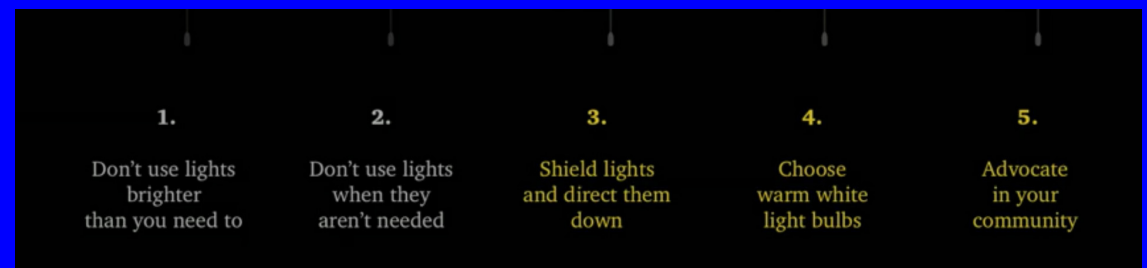 1.
Don’t use lights
brighter
than you need to
2.
Don’t use lights
when they
aren’t needed
3.
Shield lights
and direct them
down
4.
Choose
warm white
light bulbs
5.
Advocate
in your
community